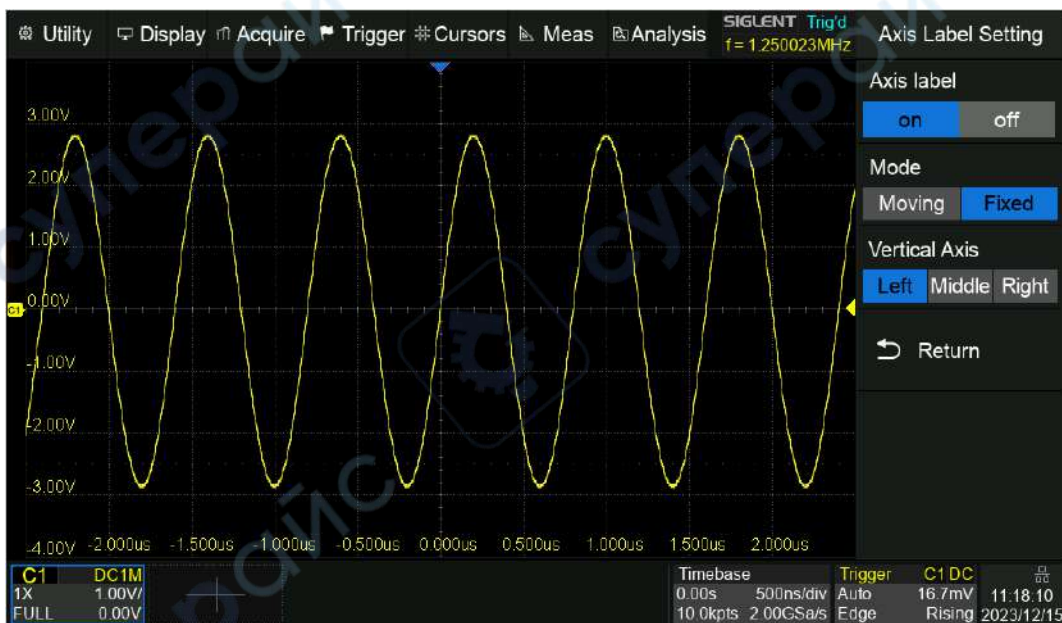 Utility Display Acquire Trigger Cursors Meas Analysis
SIGLENT Trig'd
f = 1.250023MHz
Axis Label Setting
Axis label
on off
Mode
Moving Fixed
Vertical Axis
Left Middle Right
Return
3.00V
2.00V
1.00V
0.00V
-1.00V
-2.00V
-3.00V
-4.00V
C1
-2.000us -1.500us -1.000us -0.500us 0.000us 0.500us 1.000us 1.500us 2.000us
C1 DC1M
1X 1.00V/
FULL 0.00V
Timebase
0.00s 500ns/div
10.0kpts 2.00GSa/s
Trigger C1 DC
Auto 16.7mV
Edge Rising
11:18:10
2023/12/15
суперайс
суперайс
суперайс